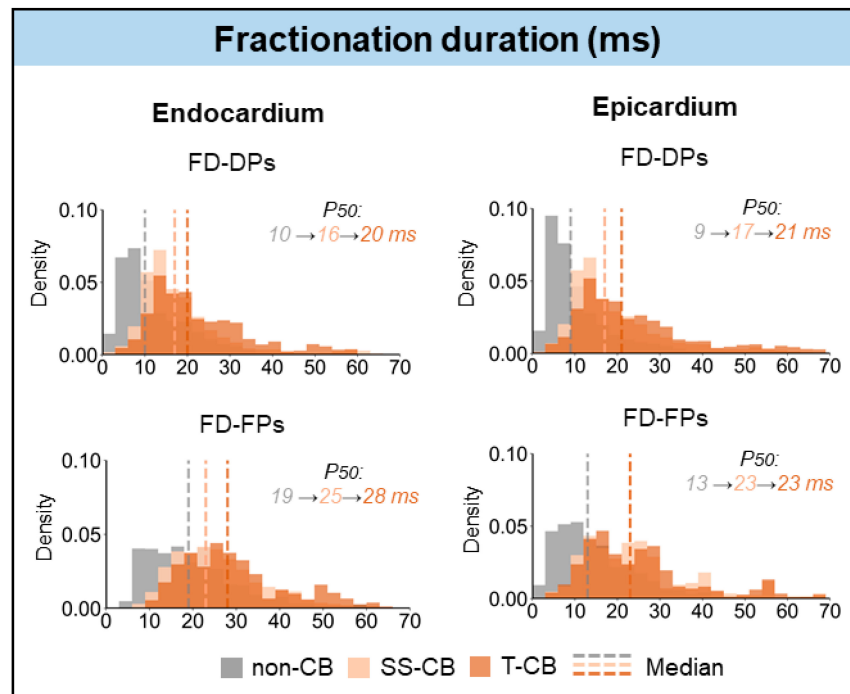 Fractionation duration (ms)
Endocardium
Epicardium
FD-DPs
FD-DPs
P50:
10 →16→20 ms
P50:
9 →17→21 ms
Density
0.10
0.05
0.00
0 10 20 30 40 50 60 70
Density
0.10
0.05
0.00
0 10 20 30 40 50 60 70
FD-FPs
FD-FPs
P50:
19 →25→28 ms
P50:
13 →23→23 ms
Density
0.10
0.05
0.00
0 10 20 30 40 50 60 70
Density
0.10
0.05
0.00
0 10 20 30 40 50 60 70
non-CB SS-CB T-CB Median